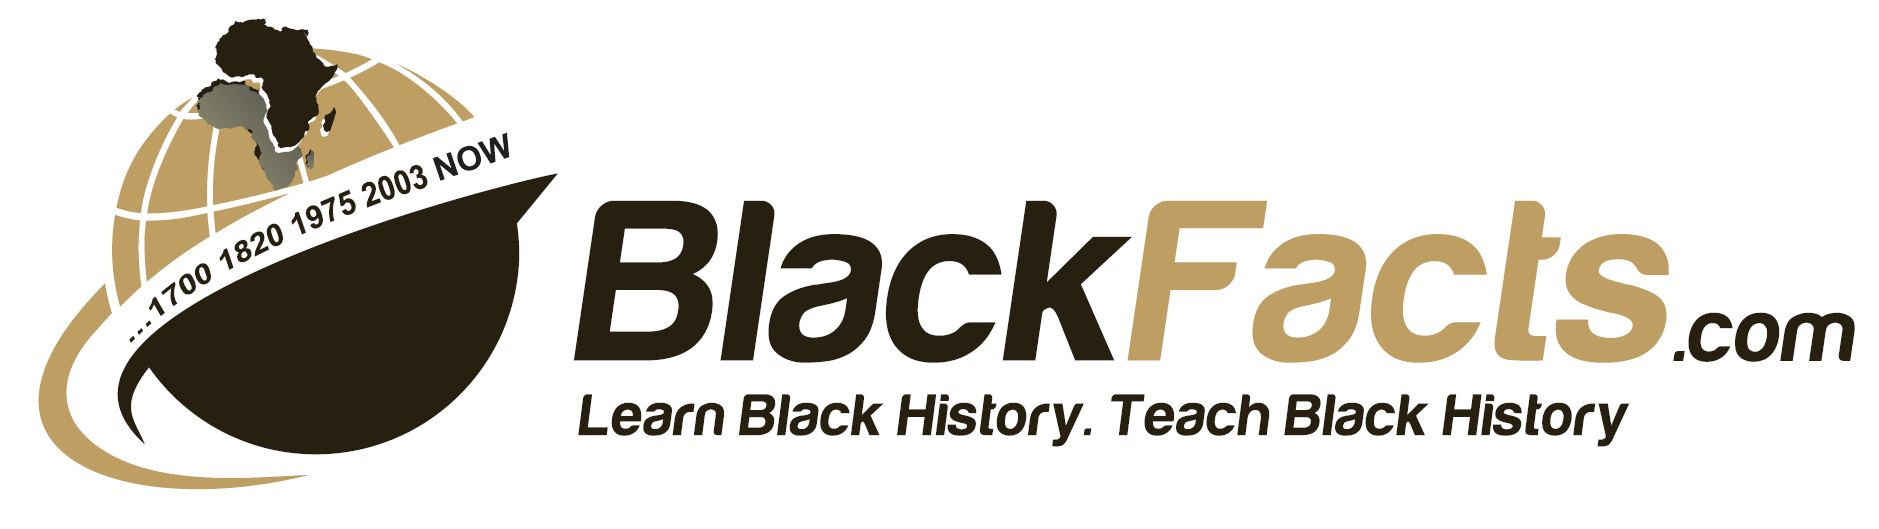 ...1700 1820 1975 2003 NOW
BlackFacts.com
Learn Black History. Teach Black History